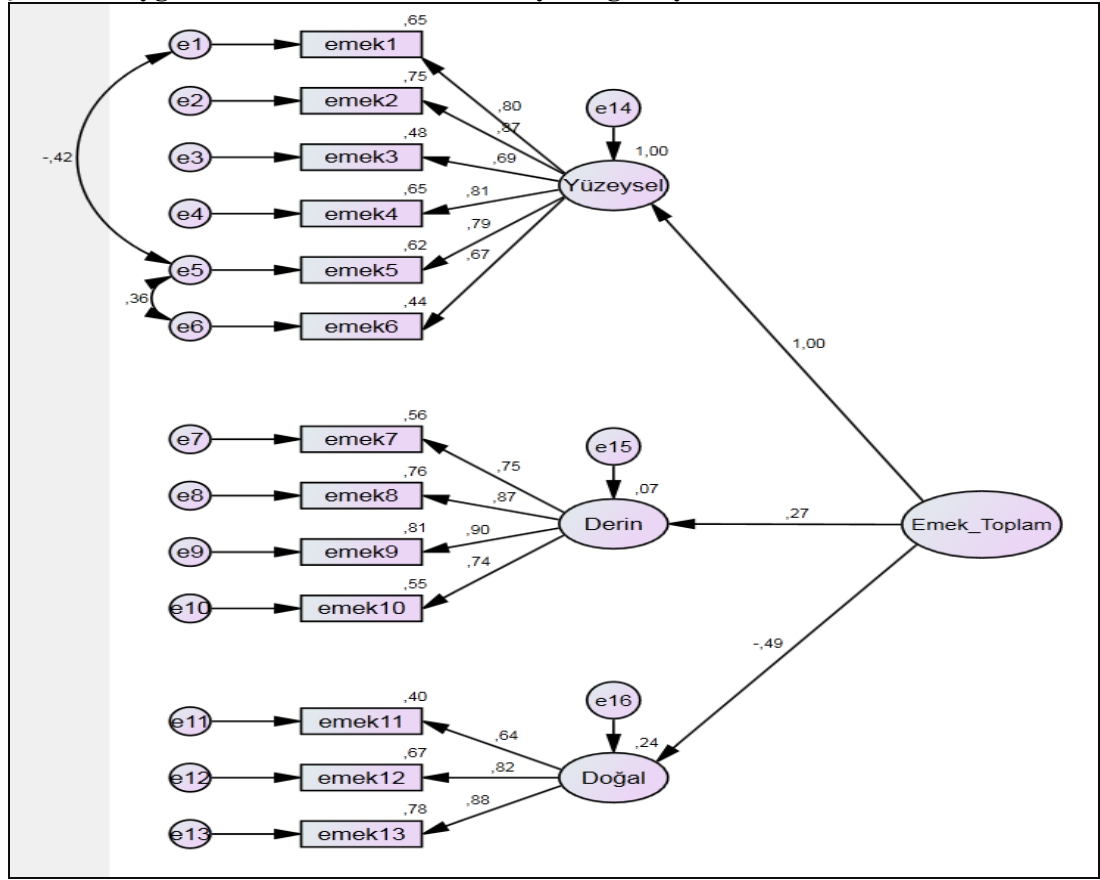 ,65
e1 emek1
,75
e2 emek2
,80
e14
,87
,48
-,42 e3 emek3
,69
1,00
Yüzeysel
,65
e4 emek4
,81
,79
,62
e5 emek5
,67
,36
,44
e6 emek6
1,00
,56
e7 emek7
e15
,75
,76
e8 emek8
,87
,07
Derin
,27
Emek_Toplam
,81
e9 emek9
,90
,74
,55
e10 emek10
-,49
,40
e11 emek11
e16
,64
,24
,67
e12 emek12
,82
Doğal
,88
,78
e13 emek13